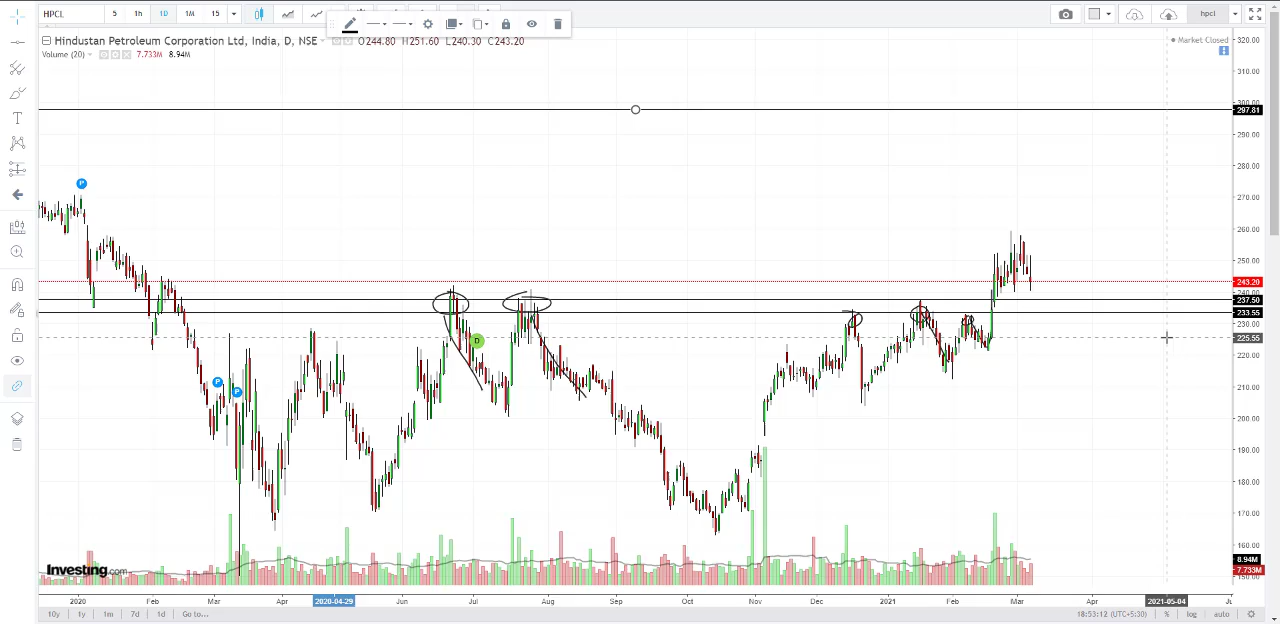 HPCL 5 1h 1D 1M 15 hpcl
Hindustan Petroleum Corporation Ltd, India, D, NSE O244.80 H251.60 L240.30 C243.20
Market Closed
Volume (20) 7.733M 8.94M
320.00
310.00
300.00
297.81
290.00
280.00
P
270.00
260.00
250.00
243.20
240.00
237.50
233.55
230.00
D
225.55
220.00
P
P
210.00
200.00
190.00
180.00
170.00
160.00
8.94M
Investing.com
7.733M
150.00
2020 Feb Mar Apr 2020-04-29 Jun Jul Aug Sep Oct Nov Dec 2021 Feb Mar Apr 2021-05-04 Ju
10y 1y 1m 7d 1d Go to... 18:53:12 (UTC+5:30) % log auto